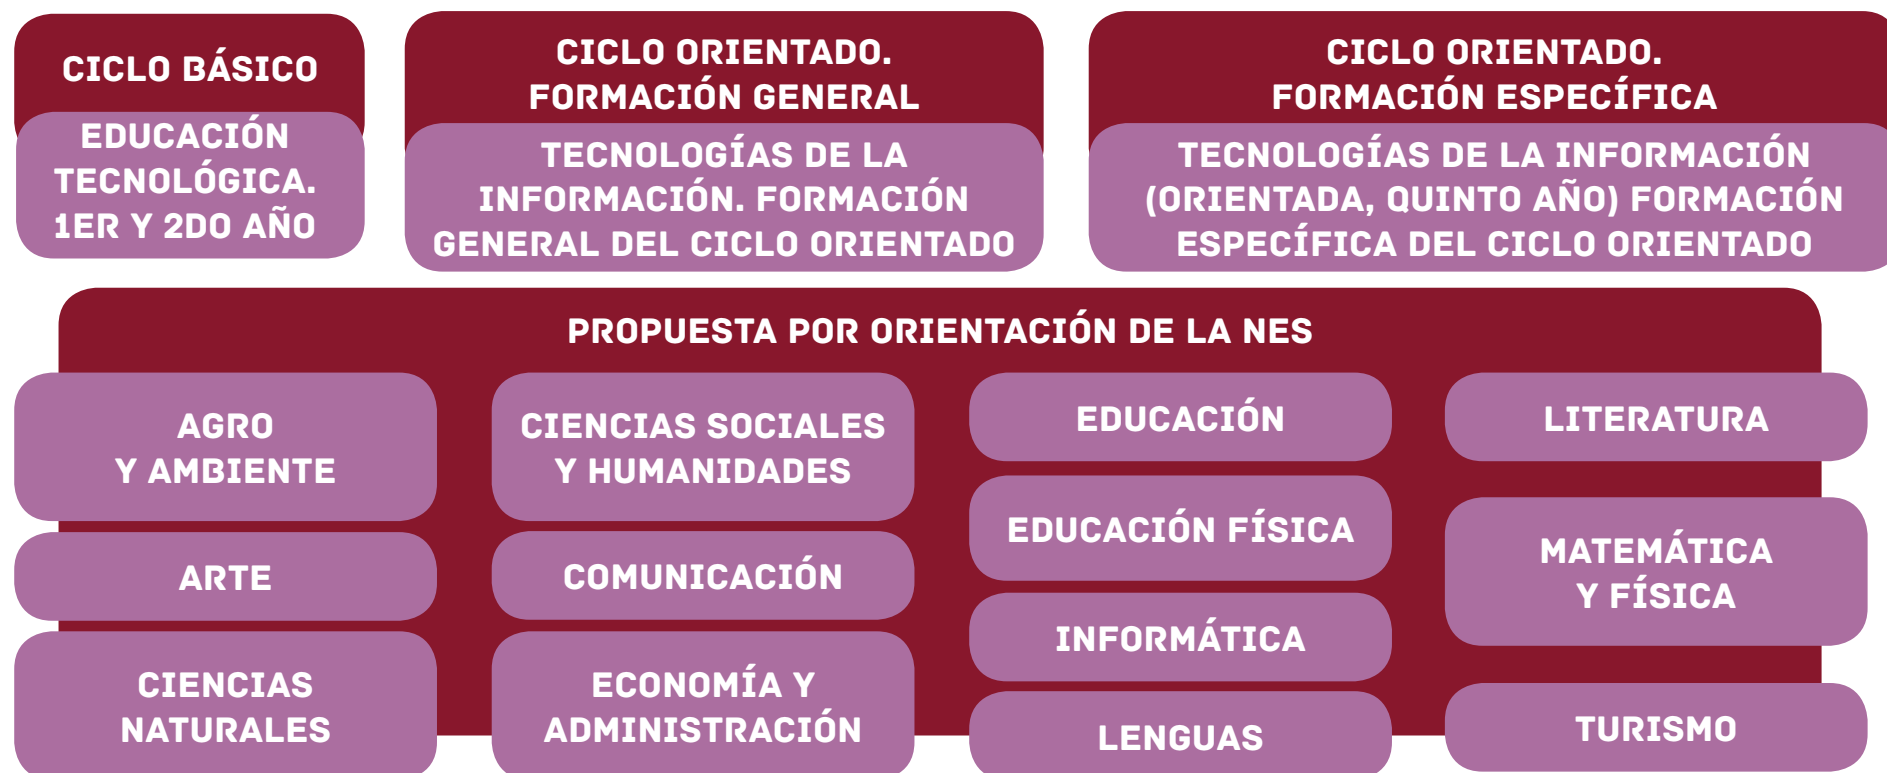 CICLO BÁSICO
EDUCACIÓN
TECNOLÓGICA.
1ER Y 2DO AÑO
CICLO ORIENTADO.
FORMACIÓN GENERAL
TECNOLOGÍAS DE LA
INFORMACIÓN. FORMACIÓN
GENERAL DEL CICLO ORIENTADO
CICLO ORIENTADO.
FORMACIÓN ESPECÍFICA
TECNOLOGÍAS DE LA INFORMACIÓN
(ORIENTADA, QUINTO AÑO) FORMACIÓN
ESPECÍFICA DEL CICLO ORIENTADO
PROPUESTA POR ORIENTACIÓN DE LA NES
AGRO
Y AMBIENTE
ARTE
CIENCIAS
NATURALES
CIENCIAS SOCIALES
Y HUMANIDADES
COMUNICACIÓN
ECONOMÍA Y
ADMINISTRACIÓN
EDUCACIÓN
EDUCACIÓN FÍSICA
INFORMÁTICA
LENGUAS
LITERATURA
MATEMÁTICA
Y FÍSICA
TURISMO